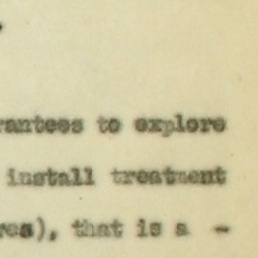 rantees to explore
install treatment
res), that is a -